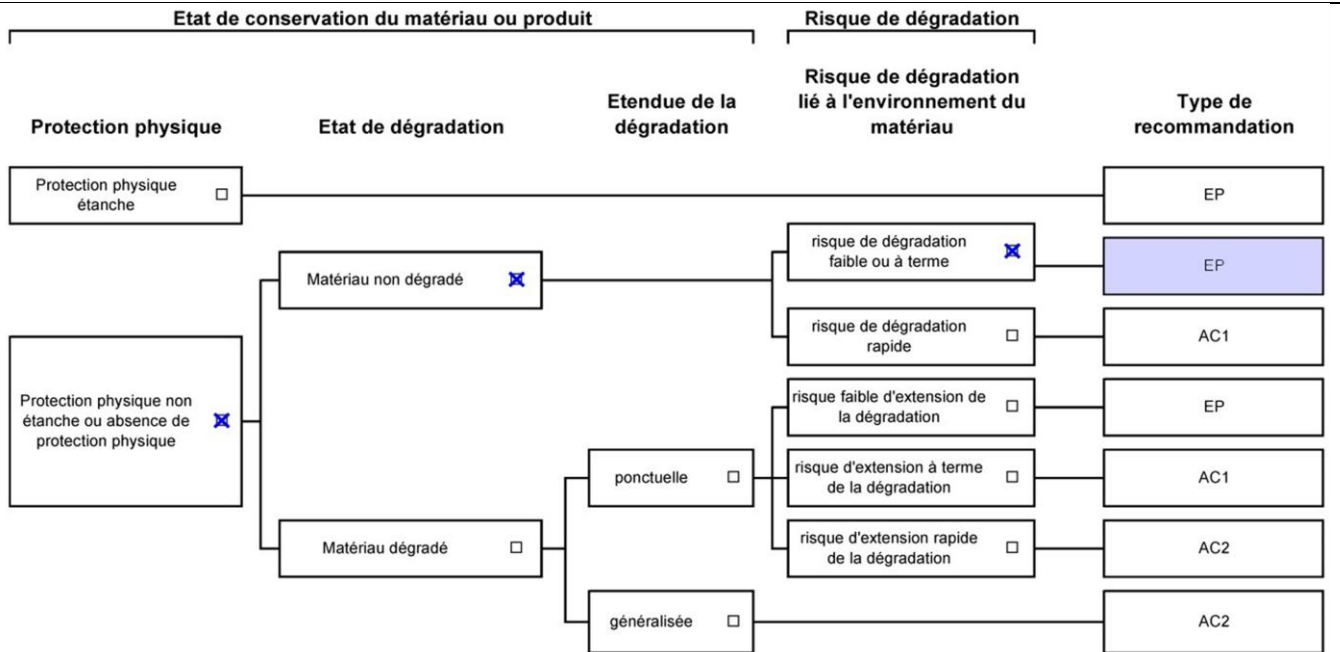 Etat de conservation du matériau ou produit
Risque de dégradation
Protection physique
Etat de dégradation
Etendue de la
dégradation
Risque de dégradation
lié à l'environnement du
matériau
Type de
recommandation
Protection physique
étanche
EP
Matériau non dégradé
risque de dégradation
faible ou à terme
EP
risque de dégradation
rapide
AC1
Protection physique non
étanche ou absence de
protection physique
risque faible d'extension de
la dégradation
EP
ponctuelle
risque d'extension à terme
de la dégradation
AC1
Matériau dégradé
risque d'extension rapide
de la dégradation
AC2
généralisée
AC2